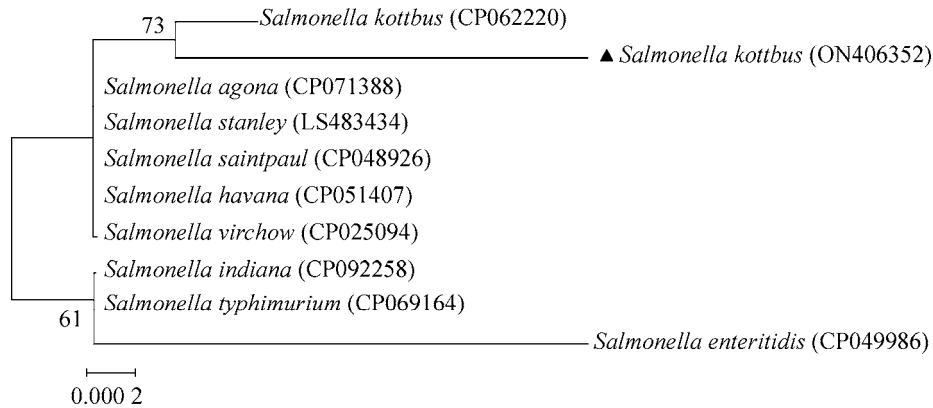 73
Salmonella kottbus (CP062220)
▲ Salmonella kottbus (ON406352)
Salmonella agona (CP071388)
Salmonella stanley (LS483434)
Salmonella saintpaul (CP048926)
Salmonella havana (CP051407)
Salmonella virchow (CP025094)
Salmonella indiana (CP092258)
Salmonella typhimurium (CP069164)
61
Salmonella enteritidis (CP049986)
0.000 2